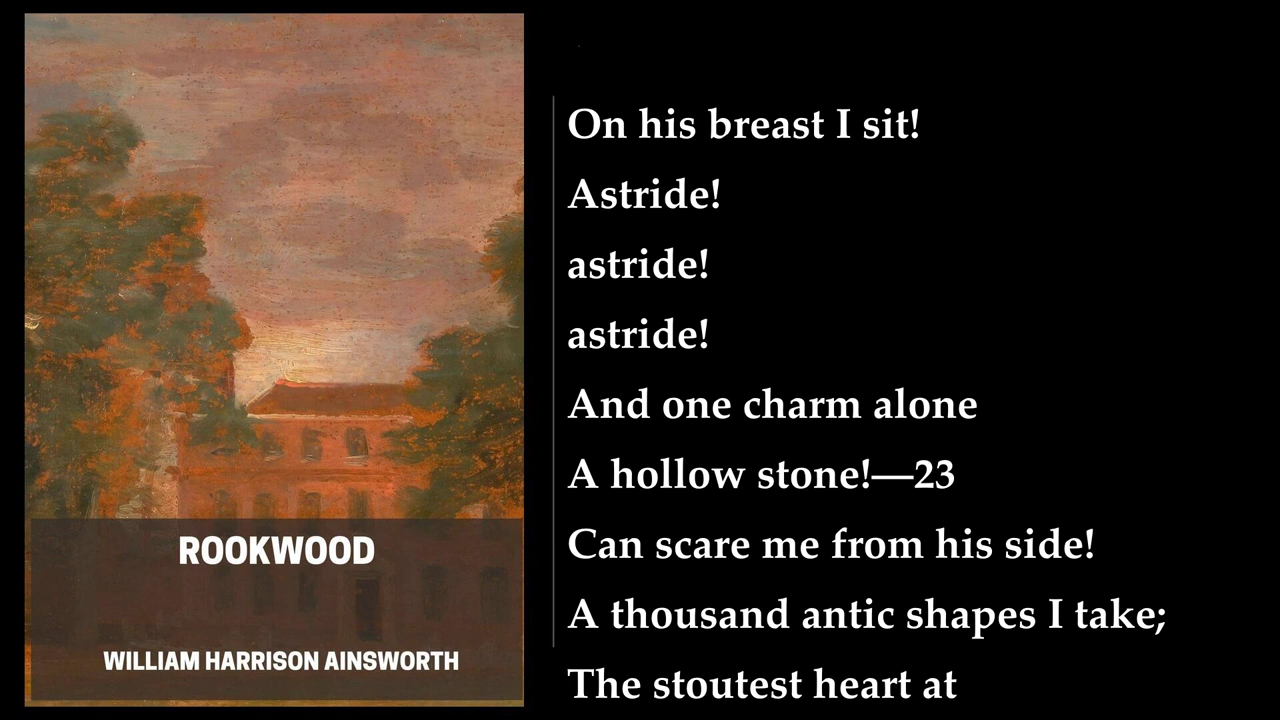 ROOKWOOD
WILLIAM HARRISON AINSWORTH
On his breast I sit!
Astride!
astride!
astride!
And one charm alone
A hollow stone!—23
Can scare me from his side!
A thousand antic shapes I take;
The stoutest heart at